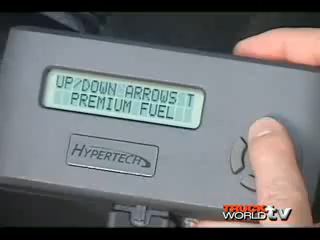 UP/DOWN ARROWS T
PREMIUM FUEL
HYPERTECH
TRUCK
WORLD tv